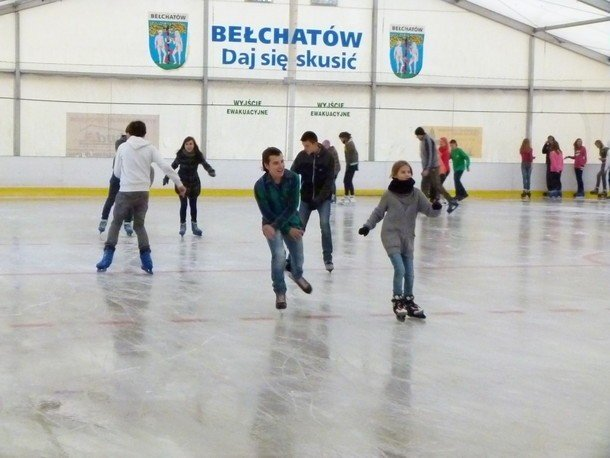 BEŁCHATÓW
BEŁCHATÓW
BEŁCHATÓW
Daj się skusić
WYJŚCIE
EWAKUACYJNE
WYJŚCIE
EWAKUACYJNE